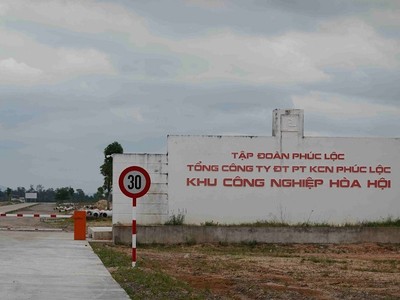 TẬP ĐOÀN PHÚC LỘC
TỔNG CÔNG TY ĐT PT KCN PHÚC LỘC
KHU CÔNG NGHIỆP HÒA HỘI
30